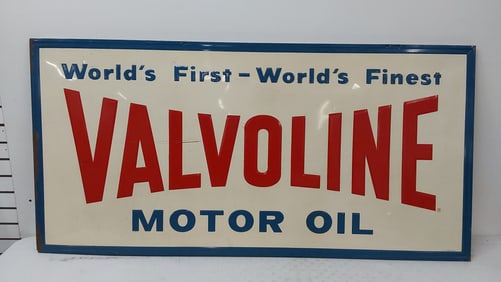 World's First - World's Finest
VALVOLINE
MOTOR OIL